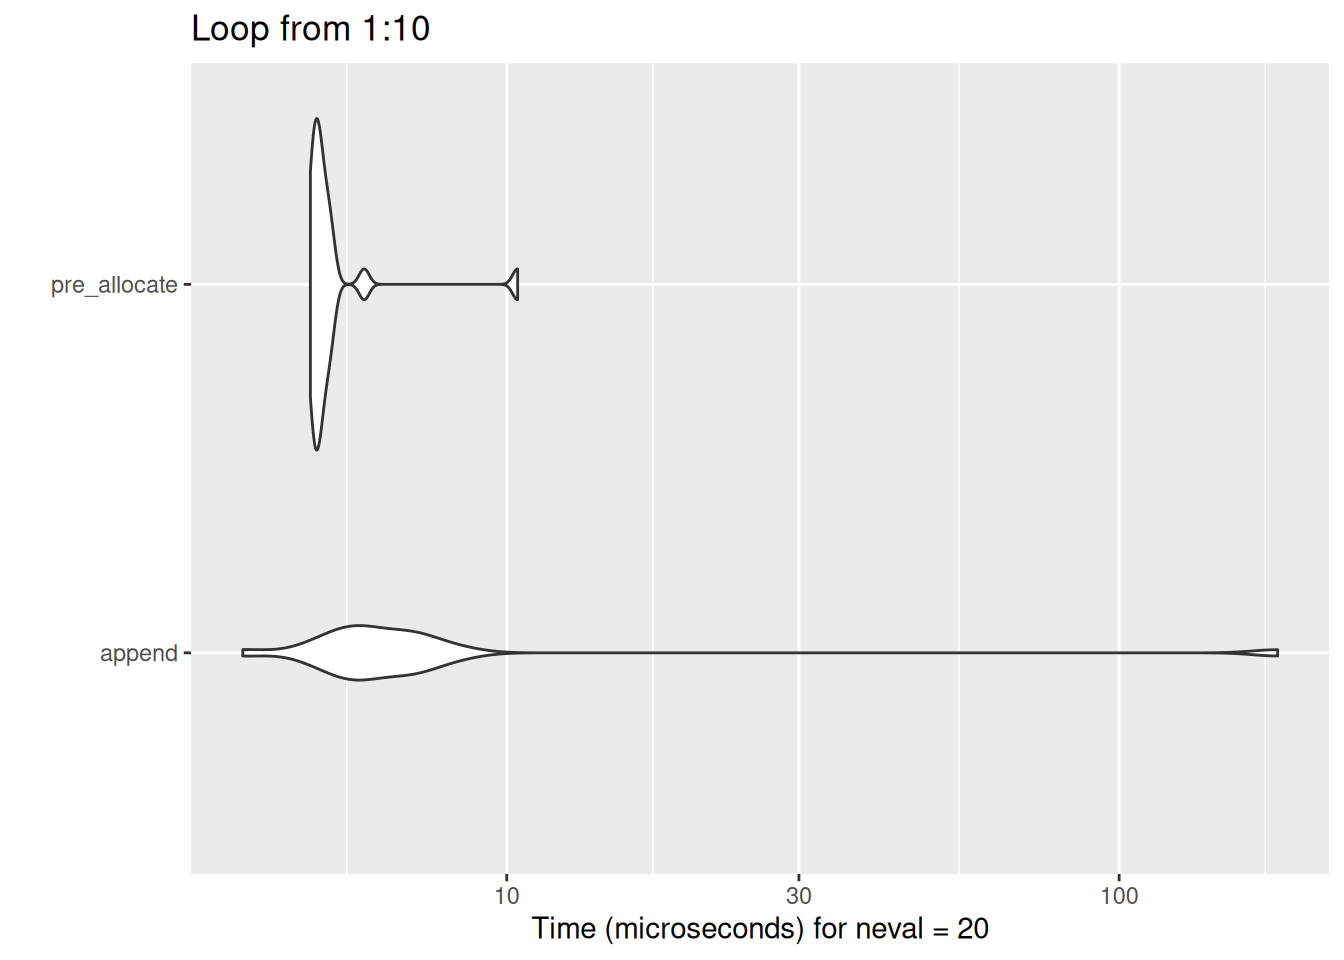 Loop from 1:10
pre_allocate
append
10
30
100
Time (microseconds) for neval = 20